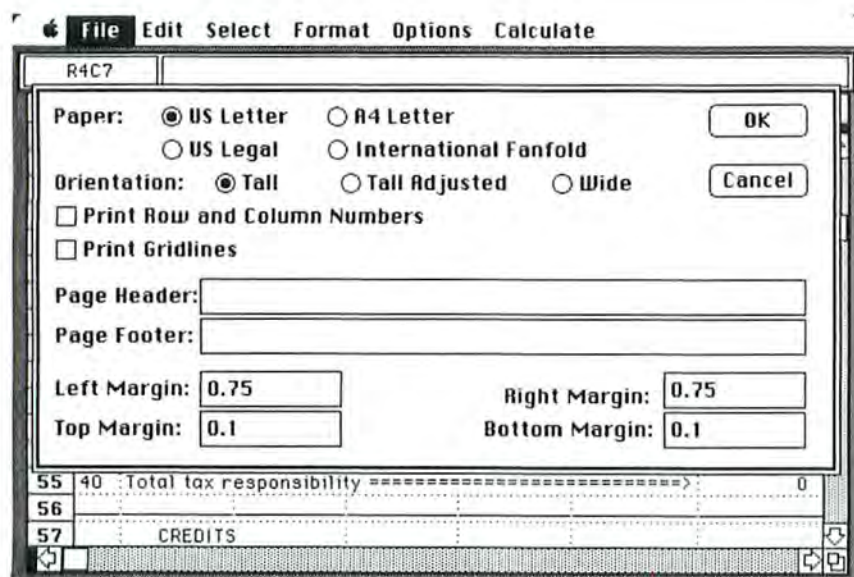 File Edit Select Format Options Calculate
R4C7
Paper: US Letter A4 Letter OK
US Legal International Fanfold
Orientation: Tall Tall Adjusted Wide Cancel
Print Row and Column Numbers
Print Gridlines
Page Header:
Page Footer:
Left Margin: 0.75 Right Margin: 0.75
Top Margin: 0.1 Bottom Margin: 0.1
55 40 Total tax responsibility =========================> 0
56
57 CREDITS